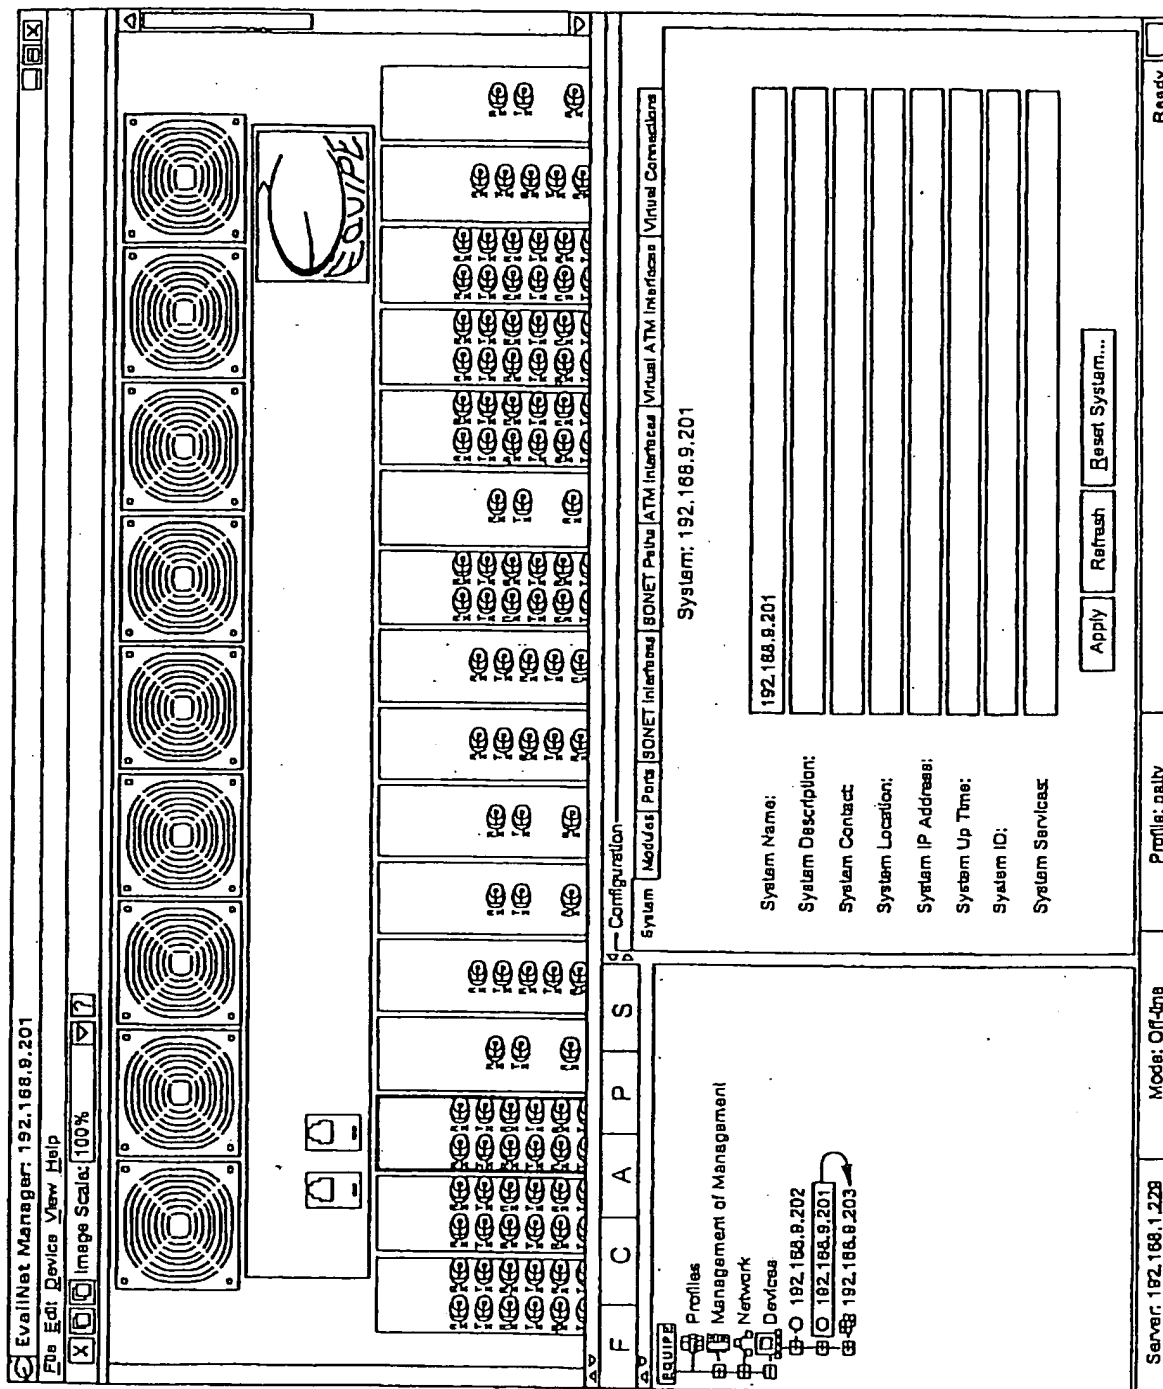 EvaliNet Manager: 192.168.9.201
File Edit Device View Help
X Image Scale: 100% ?
EQUIPE
F C A P S
EQUIPE
Profiles
Management of Management
Network
Devices
192.168.9.202
192.168.9.201
192.168.9.203
Configuration
System Modules Ports SONET Interfaces SONET Paths ATM Interfaces Virtual ATM Interfaces Virtual Connections
System: 192.168.9.201
System Name: 192.168.9.201
System Description:
System Contact:
System Location:
System IP Address:
System Up Time:
System ID:
System Services:
Apply Refresh Reset System...
Server: 192.168.1.229 Mode: Off-line Profile: Ready